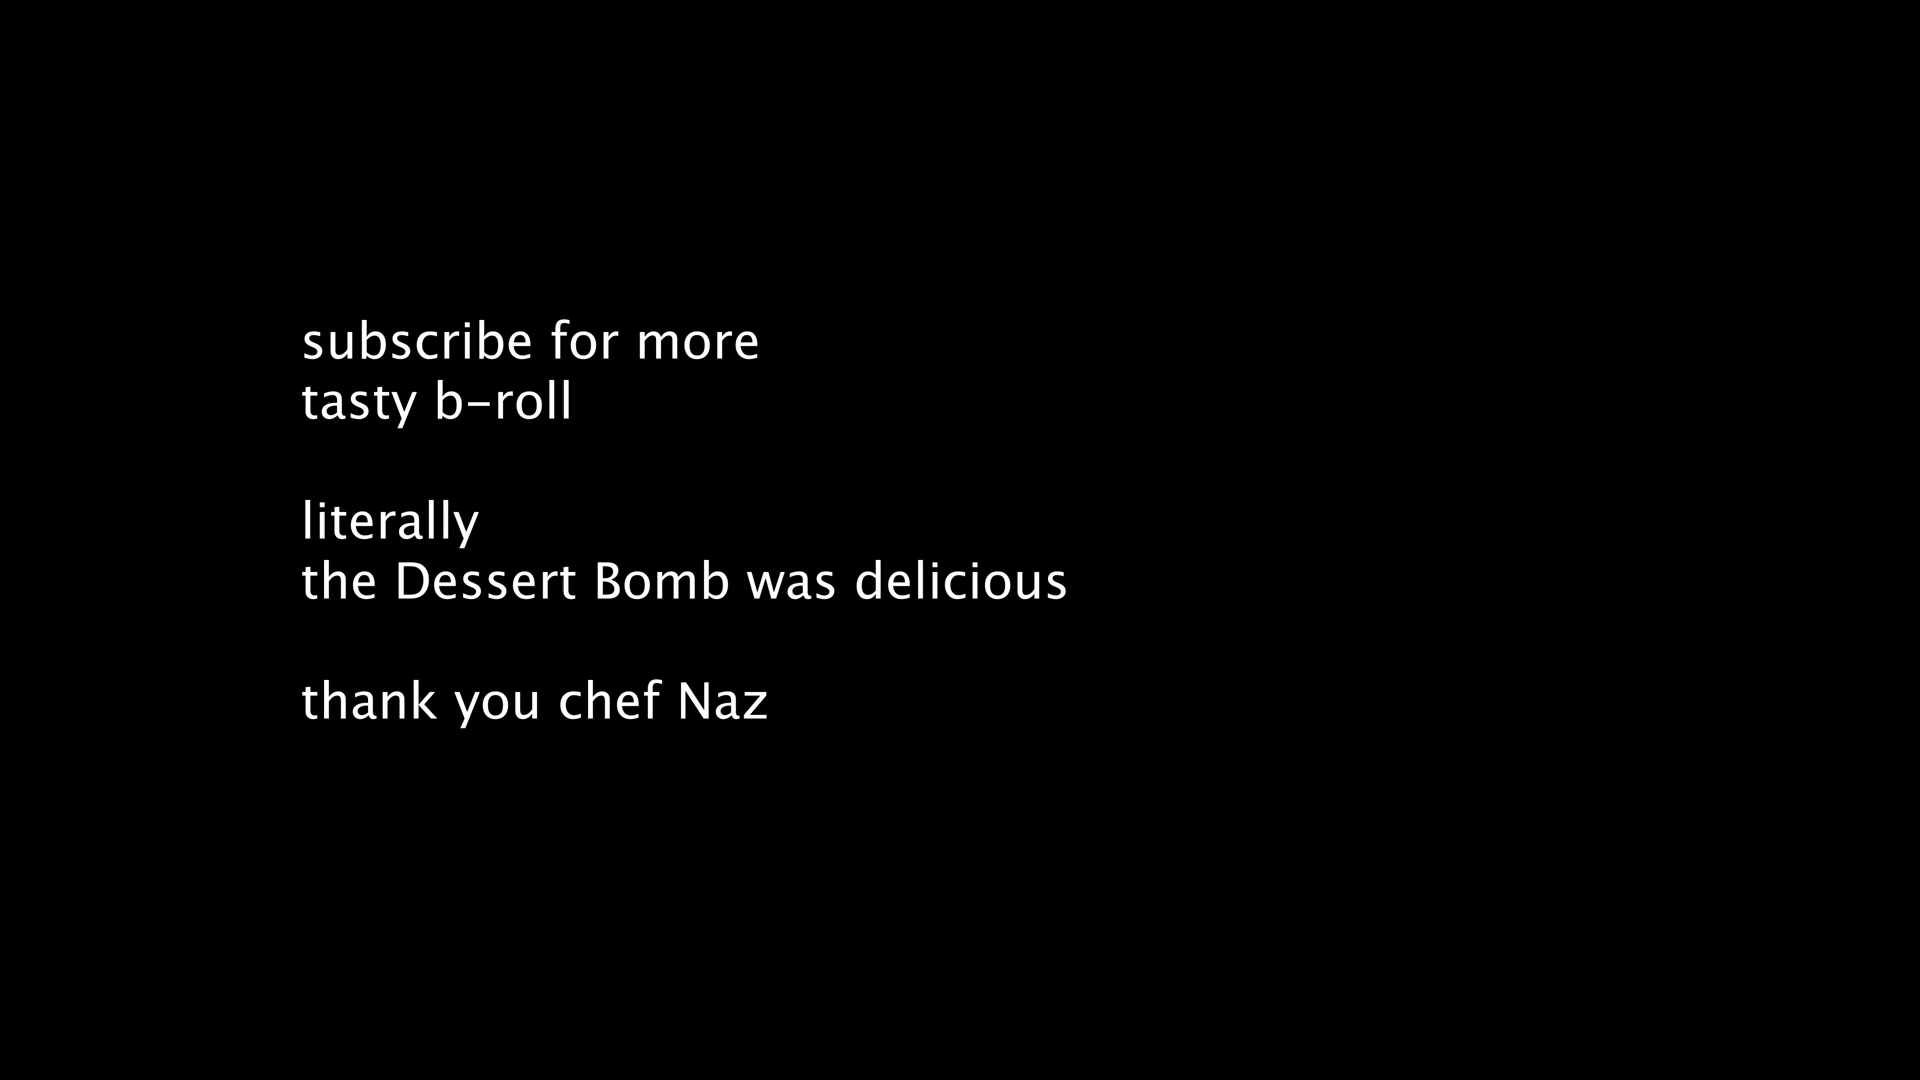 subscribe for more
tasty b-roll
literally
the Dessert Bomb was delicious
thank you chef Naz